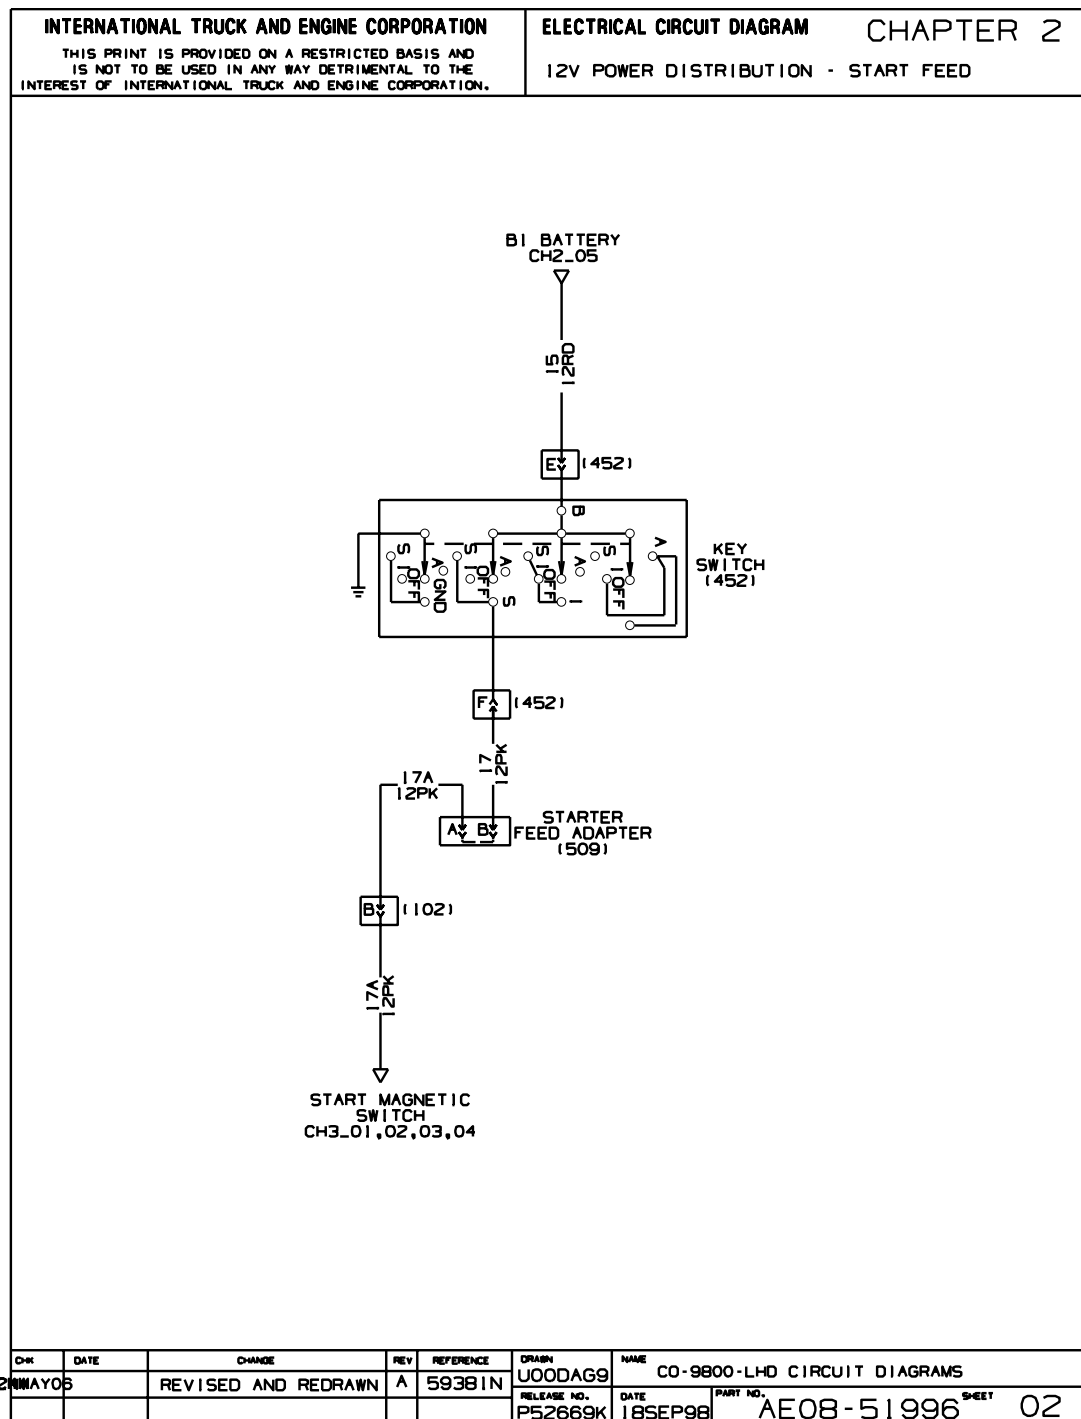 INTERNATIONAL TRUCK AND ENGINE CORPORATION
THIS PRINT IS PROVIDED ON A RESTRICTED BASIS AND
IS NOT TO BE USED IN ANY WAY DETRIMENTAL TO THE
INTEREST OF INTERNATIONAL TRUCK AND ENGINE CORPORATION.
ELECTRICAL CIRCUIT DIAGRAM
CHAPTER 2
12V POWER DISTRIBUTION - START FEED
B1 BATTERY
CH2_05
15
12RD
E
(452)
B
S
I
OFF
A
GND
S
I
OFF
A
S
S
I
OFF
A
I
S
I
OFF
A
KEY
SWITCH
(452)
F
(452)
17
12PK
17A
12PK
A
B
STARTER
FEED ADAPTER
(509)
B
(102)
17A
12PK
START MAGNETIC
SWITCH
CH3_01,02,03,04
CHK
DATE
CHANGE
REV
REFERENCE
MAY06
REVISED AND REDRAWN
A
59381N
DRAWN
U00DAG9
NAME
CO-9800-LHD CIRCUIT DIAGRAMS
RELEASE NO.
P52669K
DATE
18SEP98
PART NO.
AE08-51996
SHEET
02